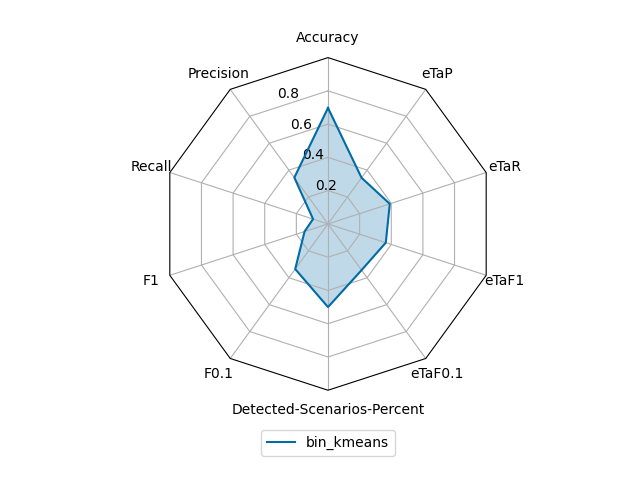 Accuracy
Precision
eTaP
0.8
0.6
0.4
Recall
eTaR
0.2
F1
eTaF1
F0.1
eTaF0.1
Detected-Scenarios-Percent
bin_kmeans